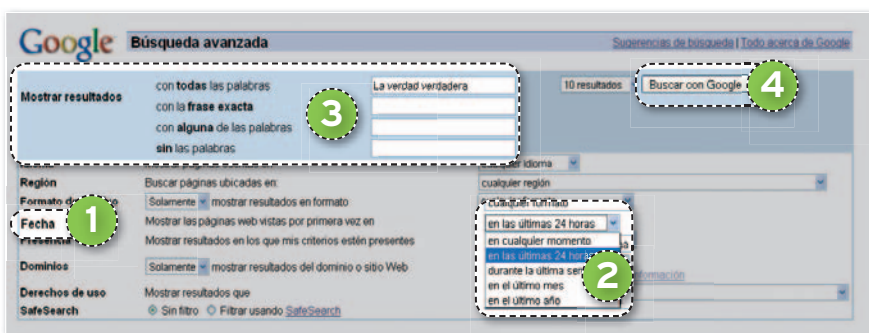 Google Búsqueda avanzada Sugerencias de búsqueda | Todo acerca de Google
Mostrar resultados
con todas las palabras La verdad verdadera 10 resultados Buscar con Google 4
con la frase exacta
3
con alguna de las palabras
sin las palabras
idioma
Región Buscar páginas ubicadas en: cualquier región
Formato de Solamente mostrar resultados en formato cualquier formato
Fecha 1 Mostrar las páginas web vistas por primera vez en en las últimas 24 horas
Mostrar resultados en los que mis criterios estén presentes en cualquier momento
en las últimas 24 horas
Dominios Solamente mostrar resultados del dominio o sitio Web durante la última 2
en el último mes
Derechos de uso Mostrar resultados que en el último año
SafeSearch Sin filtro Filtrar usando SafeSearch